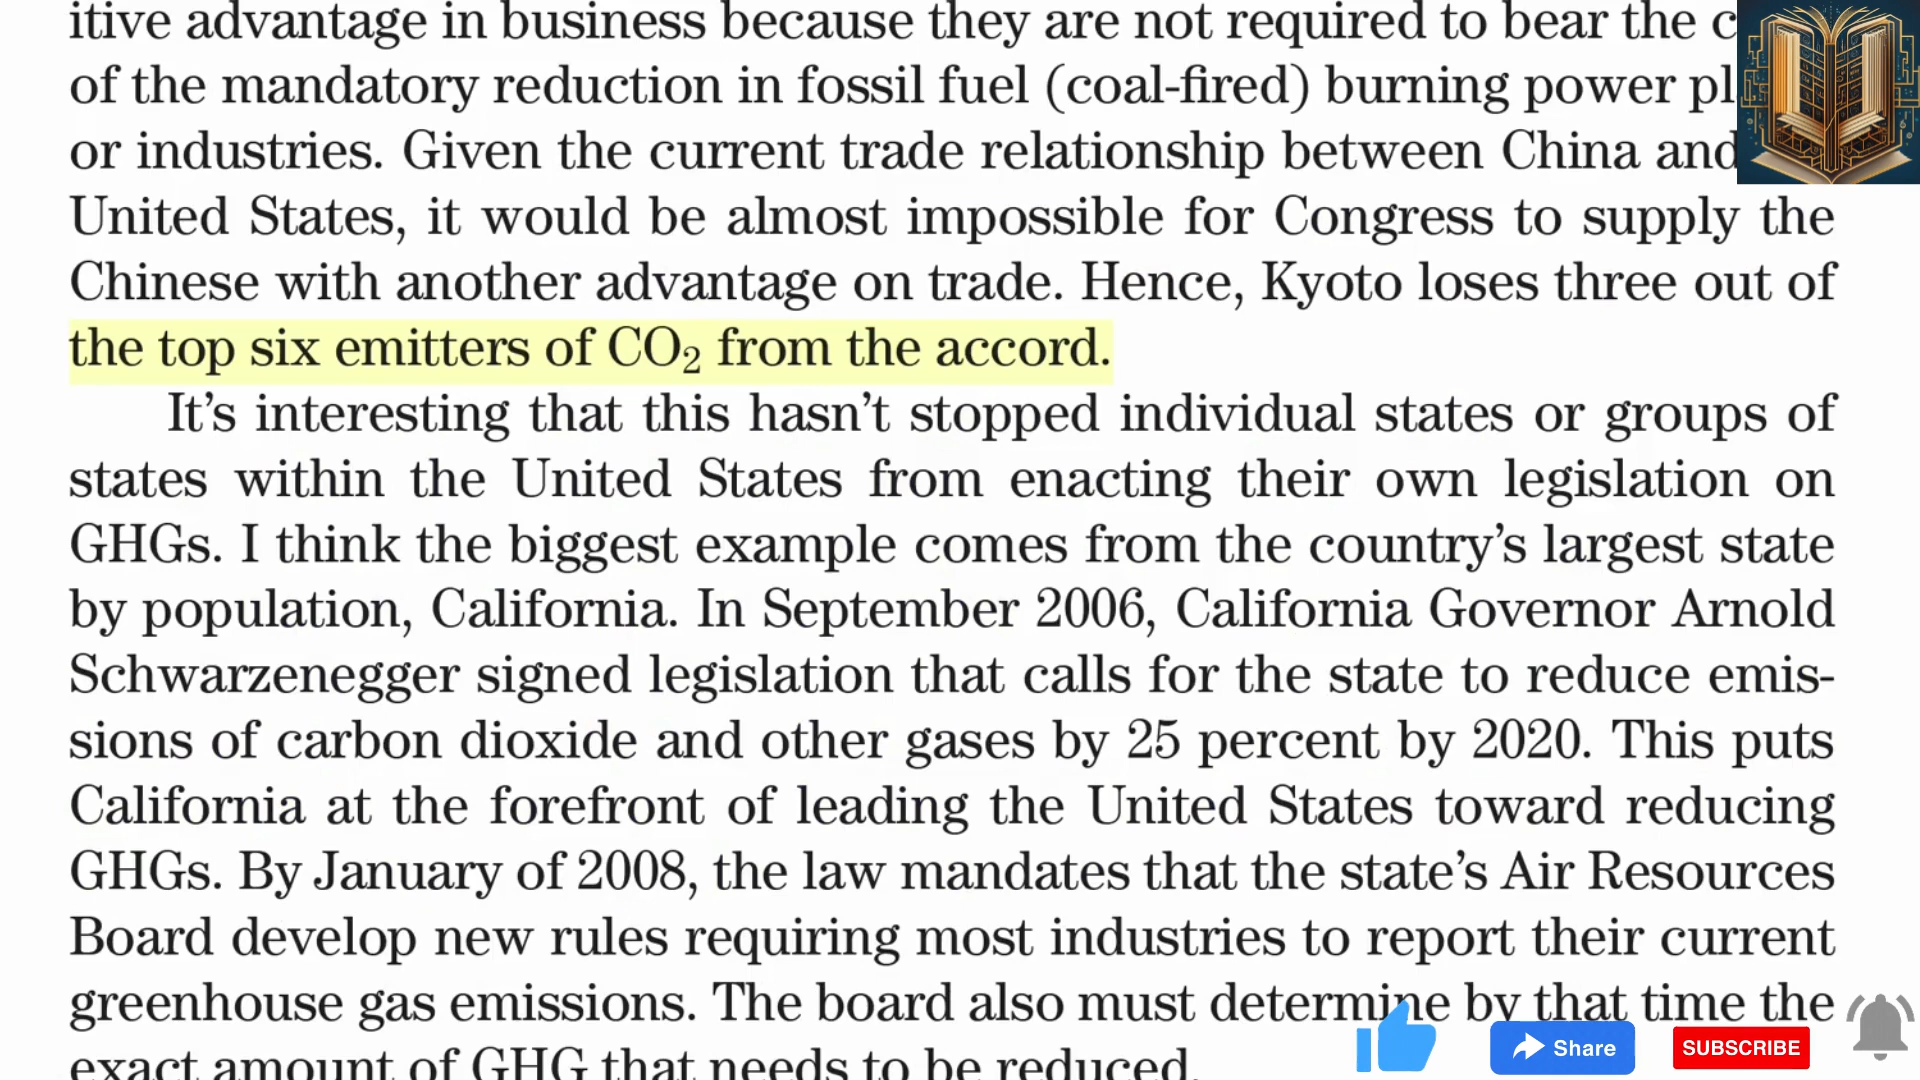 itive advantage in business because they are not required to bear the
of the mandatory reduction in fossil fuel (coal-fired) burning power
or industries. Given the current trade relationship between China and
United States, it would be almost impossible for Congress to supply the
Chinese with another advantage on trade. Hence, Kyoto loses three out of
the top six emitters of CO₂ from the accord.
It’s interesting that this hasn’t stopped individual states or groups of
states within the United States from enacting their own legislation on
GHGs. I think the biggest example comes from the country’s largest state
by population, California. In September 2006, California Governor Arnold
Schwarzenegger signed legislation that calls for the state to reduce emis-
sions of carbon dioxide and other gases by 25 percent by 2020. This puts
California at the forefront of leading the United States toward reducing
GHGs. By January of 2008, the law mandates that the state’s Air Resources
Board develop new rules requiring most industries to report their current
greenhouse gas emissions. The board also must determine by that time the
exact amount of GHG that needs to be reduced.
Share
SUBSCRIBE